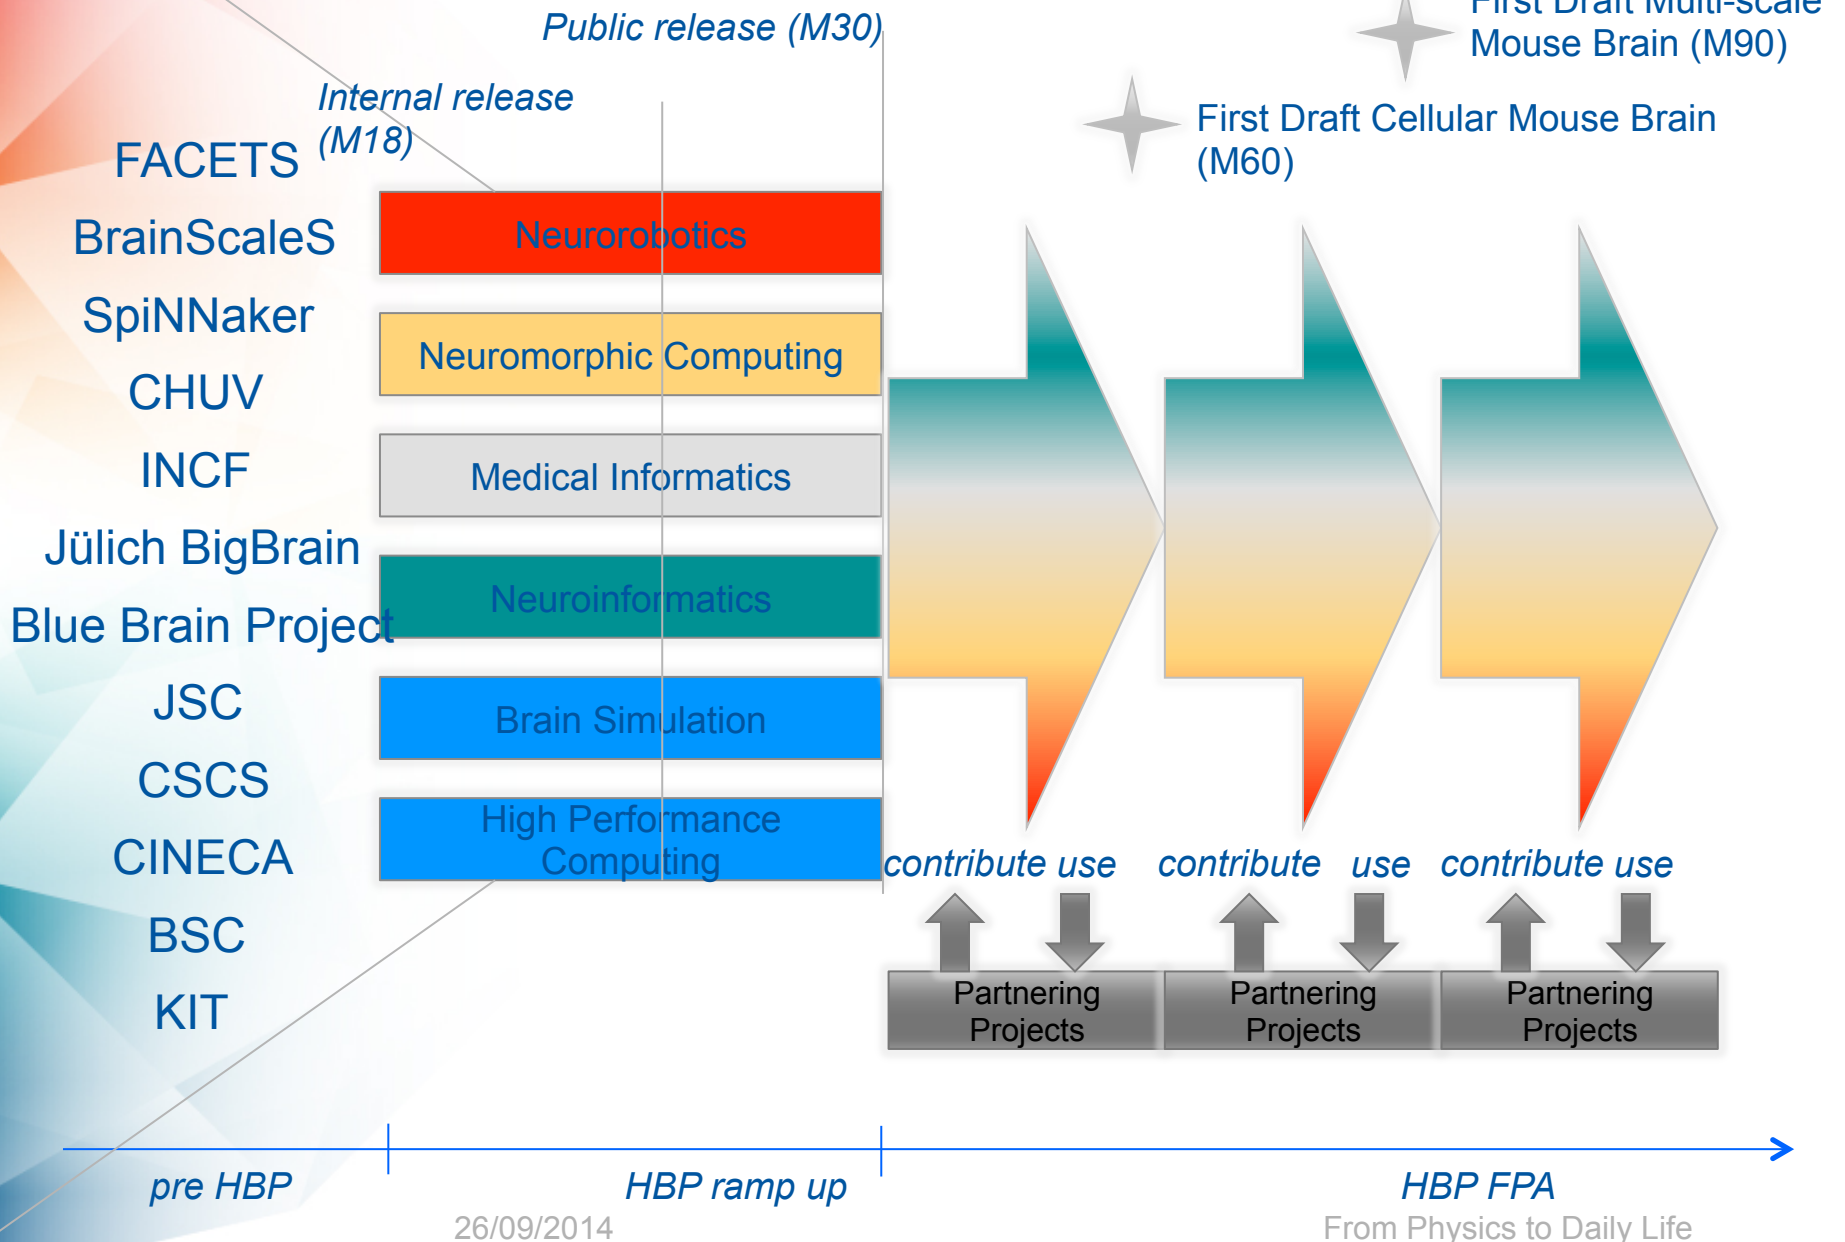 First Draft Multi-scale
Mouse Brain (M90)
Public release (M30)
Internal release
(M18)
First Draft Cellular Mouse Brain
(M60)
FACETS
BrainScaleS
SpiNNaker
CHUV
INCF
Jülich BigBrain
Blue Brain Project
JSC
CSCS
CINECA
BSC
KIT
Neurorobotics
Neuromorphic Computing
Medical Informatics
Neuroinformatics
Brain Simulation
High Performance
Computing
contribute use
contribute use
contribute use
Partnering
Projects
Partnering
Projects
Partnering
Projects
pre HBP
HBP ramp up
HBP FPA
26/09/2014
From Physics to Daily Life